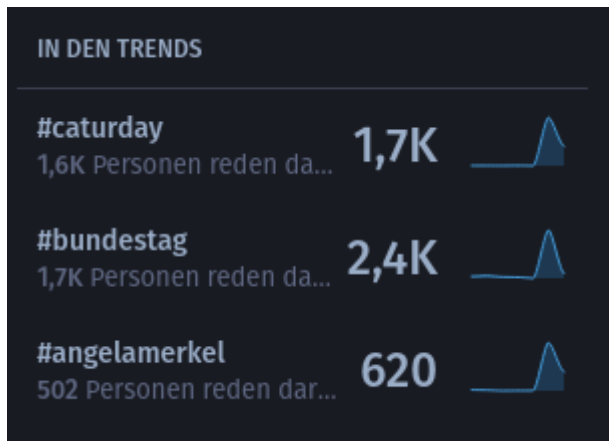 IN DEN TRENDS
#caturday
1,6K Personen reden da...
1,7K
#bundestag
1,7K Personen reden da...
2,4K
#angelamerkel
502 Personen reden dar...
620